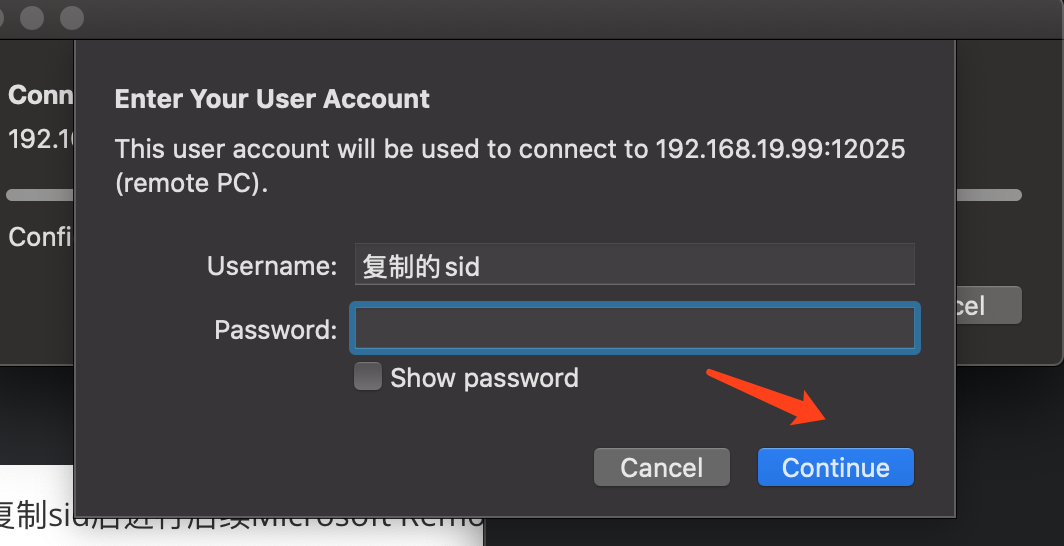 Enter Your User Account
Conn
This user account will be used to connect to 192.168.19.99:12025
192.1
(remote PC).
Confi
Username: 复制的sid
cel
Password:
Show password
Cancel
Continue
复制sid后进行后续Microsoft Remo